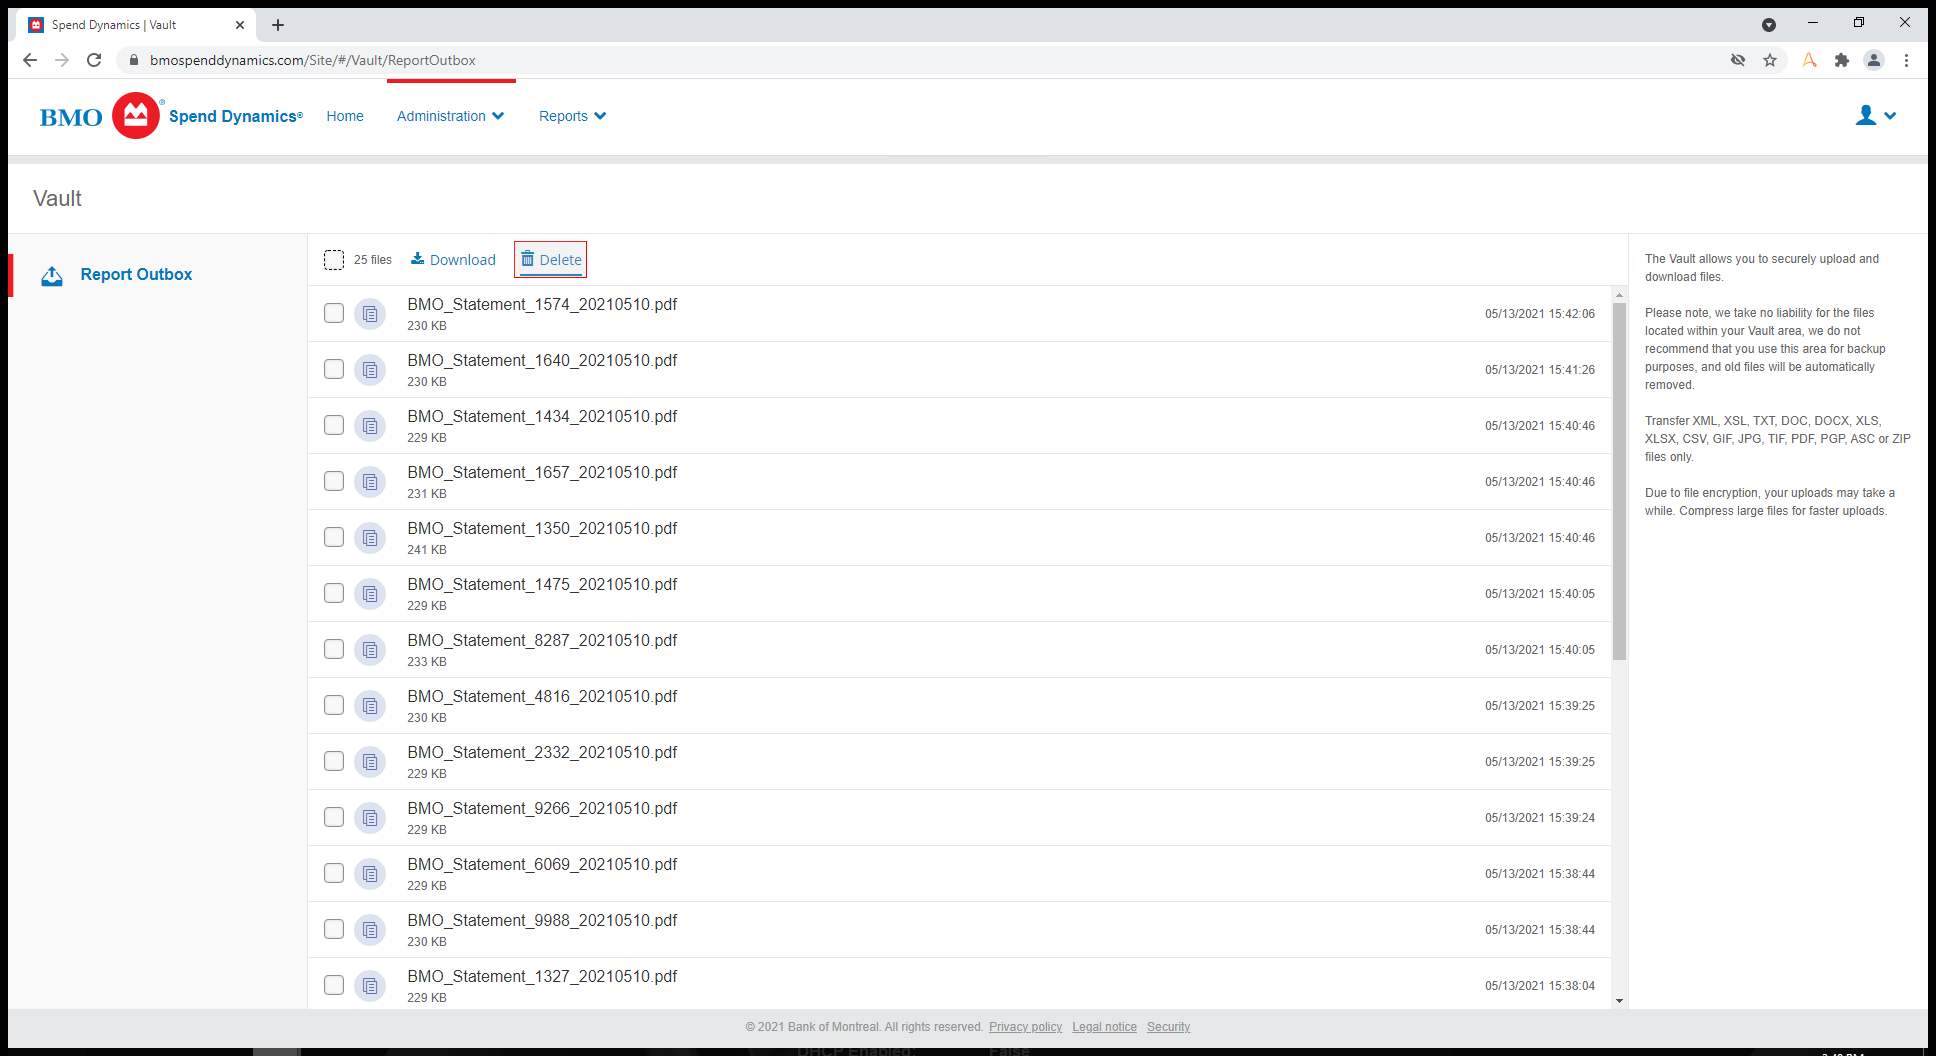 Spend Dynamics | Vault
bmospenddynamics.com/Site/#/Vault/ReportOutbox
BMO ® Spend Dynamics® Home Administration Reports
Vault
Report Outbox
25 files Download Delete
BMO_Statement_1574_20210510.pdf
230 KB
05/13/2021 15:42:06
BMO_Statement_1640_20210510.pdf
230 KB
05/13/2021 15:41:26
BMO_Statement_1434_20210510.pdf
229 KB
05/13/2021 15:40:46
BMO_Statement_1657_20210510.pdf
231 KB
05/13/2021 15:40:46
BMO_Statement_1350_20210510.pdf
241 KB
05/13/2021 15:40:46
BMO_Statement_1475_20210510.pdf
229 KB
05/13/2021 15:40:05
BMO_Statement_8287_20210510.pdf
233 KB
05/13/2021 15:40:05
BMO_Statement_4816_20210510.pdf
230 KB
05/13/2021 15:39:25
BMO_Statement_2332_20210510.pdf
229 KB
05/13/2021 15:39:25
BMO_Statement_9266_20210510.pdf
229 KB
05/13/2021 15:39:24
BMO_Statement_6069_20210510.pdf
229 KB
05/13/2021 15:38:44
BMO_Statement_9988_20210510.pdf
230 KB
05/13/2021 15:38:44
BMO_Statement_1327_20210510.pdf
229 KB
05/13/2021 15:38:04
The Vault allows you to securely upload and
download files.
Please note, we take no liability for the files
located within your Vault area, we do not
recommend that you use this area for backup
purposes, and old files will be automatically
removed.
Transfer XML, XSL, TXT, DOC, DOCX, XLS,
XLSX, CSV, GIF, JPG, TIF, PDF, PGP, ASC or ZIP
files only.
Due to file encryption, your uploads may take a
while. Compress large files for faster uploads.
© 2021 Bank of Montreal. All rights reserved. Privacy policy Legal notice Security
DHCP Enabled: False